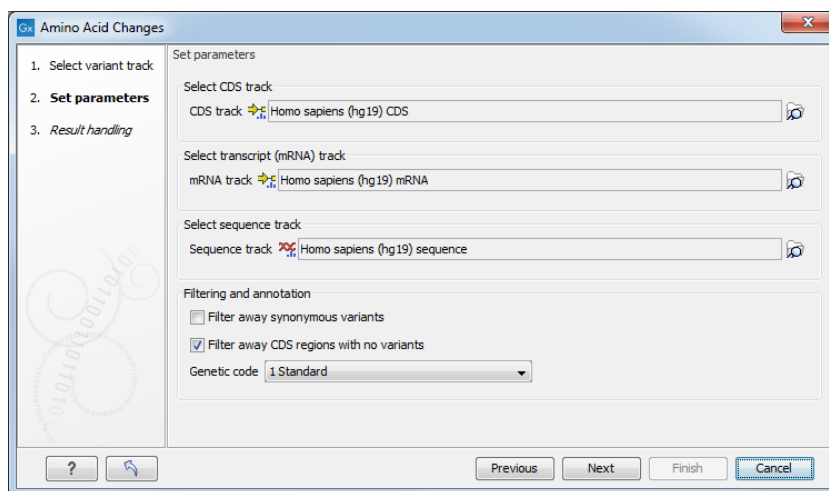 Gx Amino Acid Changes
1. Select variant track
2. Set parameters
3. Result handling
Set parameters
Select CDS track
CDS track Homo sapiens (hg19) CDS
Select transcript (mRNA) track
mRNA track Homo sapiens (hg19) mRNA
Select sequence track
Sequence track Homo sapiens (hg19) sequence
Filtering and annotation
Filter away synonymous variants
Filter away CDS regions with no variants
Genetic code 1 Standard
? Previous Next Finish Cancel